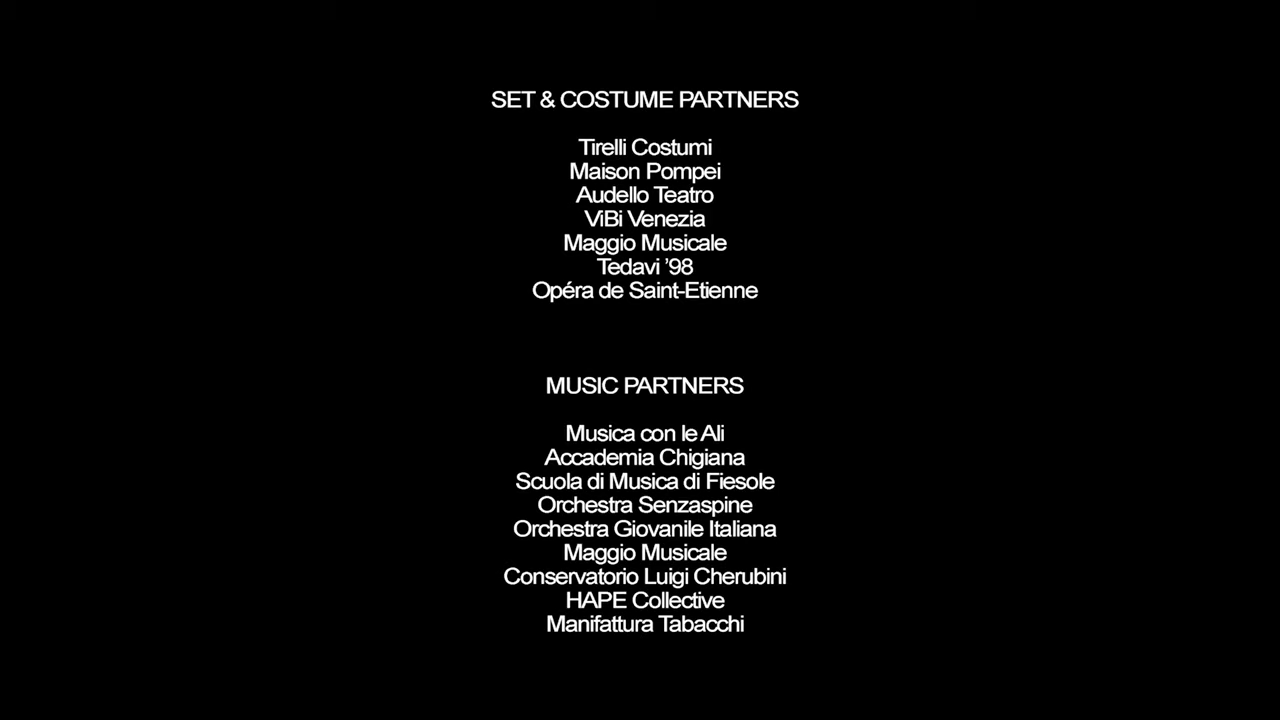 SET & COSTUME PARTNERS
Tirelli Costumi
Maison Pompei
Audello Teatro
ViBi Venezia
Maggio Musicale
Tedavi ’98
Opéra de Saint-Etienne
MUSIC PARTNERS
Musica con le Ali
Accademia Chigiana
Scuola di Musica di Fiesole
Orchestra Senzaspine
Orchestra Giovanile Italiana
Maggio Musicale
Conservatorio Luigi Cherubini
HAPE Collective
Manifattura Tabacchi